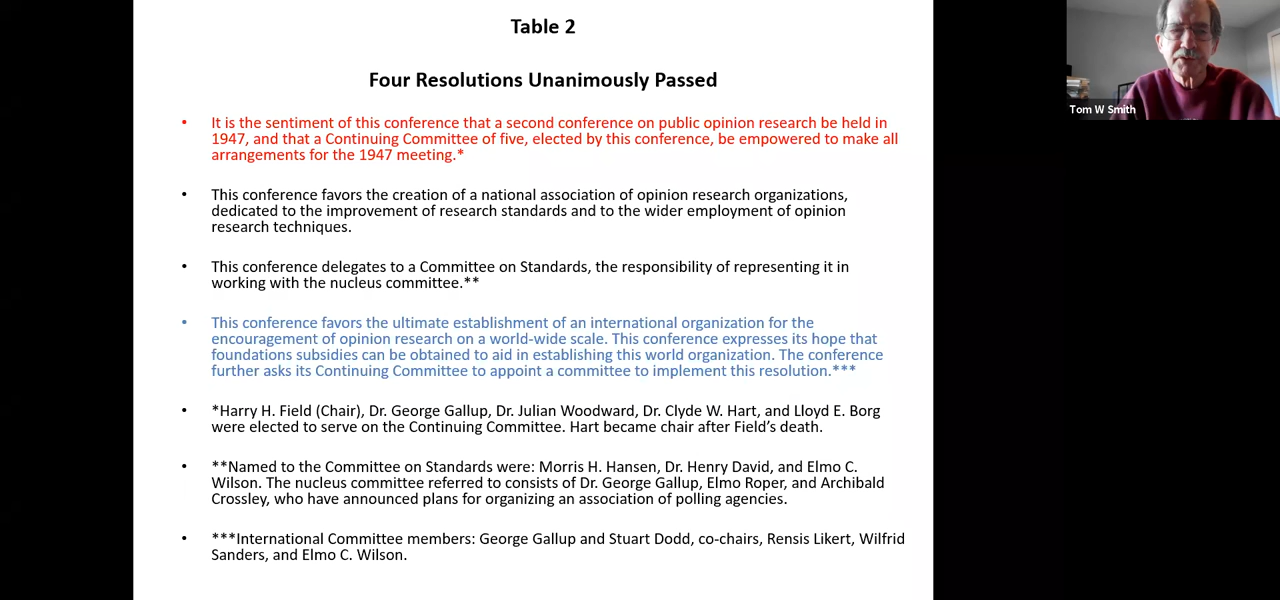 Table 2
Four Resolutions Unanimously Passed
• It is the sentiment of this conference that a second conference on public opinion research be held in
1947, and that a Continuing Committee of five, elected by this conference, be empowered to make all
arrangements for the 1947 meeting.*
• This conference favors the creation of a national association of opinion research organizations,
dedicated to the improvement of research standards and to the wider employment of opinion
research techniques.
• This conference delegates to a Committee on Standards, the responsibility of representing it in
working with the nucleus committee.**
• This conference favors the ultimate establishment of an international organization for the
encouragement of opinion research on a world-wide scale. This conference expresses its hope that
foundations subsidies can be obtained to aid in establishing this world organization. The conference
further asks its Continuing Committee to appoint a committee to implement this resolution.***
• *Harry H. Field (Chair), Dr. George Gallup, Dr. Julian Woodward, Dr. Clyde W. Hart, and Lloyd E. Borg
were elected to serve on the Continuing Committee. Hart became chair after Field’s death.
• **Named to the Committee on Standards were: Morris H. Hansen, Dr. Henry David, and Elmo C.
Wilson. The nucleus committee referred to consists of Dr. George Gallup, Elmo Roper, and Archibald
Crossley, who have announced plans for organizing an association of polling agencies.
• ***International Committee members: George Gallup and Stuart Dodd, co-chairs, Rensis Likert, Wilfrid
Sanders, and Elmo C. Wilson.
Tom W Smith